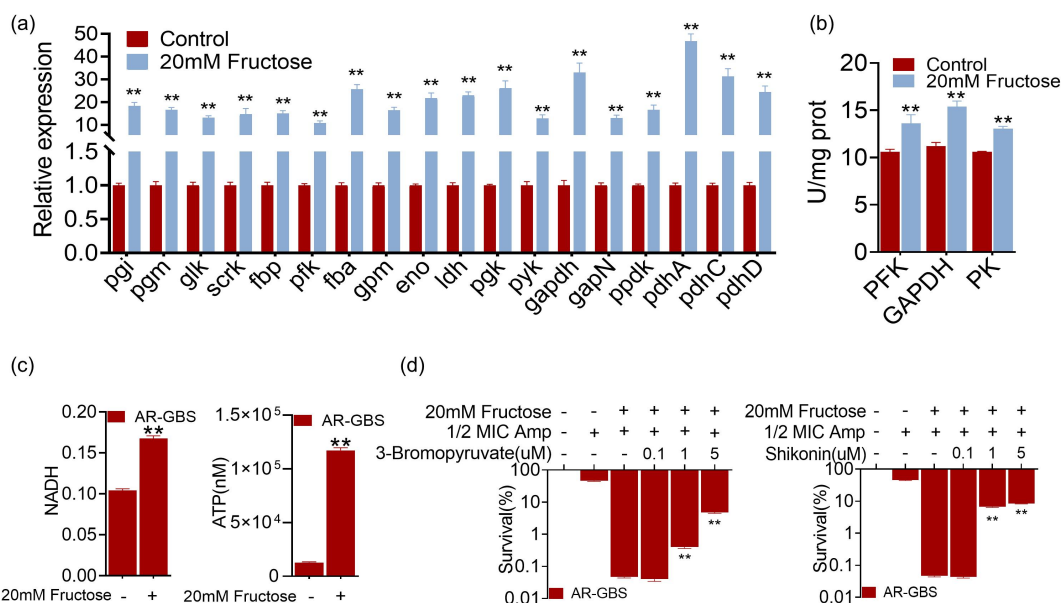 (a)
Control
20mM Fructose
Relative expression
50
40
30
20
10
1.5
1.0
0.5
0.0
** ** ** ** ** ** ** ** ** ** ** ** ** ** ** ** ** **
pgi pgm glk scrk fbp pfk fba gpm eno ldh pgk pyk gapdh gapN ppdk pdhA pdhC pdhD
(b)
Control
20mM Fructose
U/mg prot
20
15
10
5
0
** ** **
PFK GAPDH PK
(c)
AR-GBS
NADH
0.20
0.15
0.10
0.05
0.00
**
20mM Fructose - +
AR-GBS
ATP(nM)
1.5×10⁵
1×10⁵
5×10⁴
0
**
20mM Fructose - +
(d)
20mM Fructose - - + + + +
1/2 MIC Amp - + + + + +
3-Bromopyruvate(uM) - - - 0.1 1 5
Survival(%)
100
10
1
0.1
0.01
** **
AR-GBS
20mM Fructose - - + + + +
1/2 MIC Amp - + + + + +
Shikonin(uM) - - - 0.1 1 5
Survival(%)
100
10
1
0.1
0.01
** **
AR-GBS